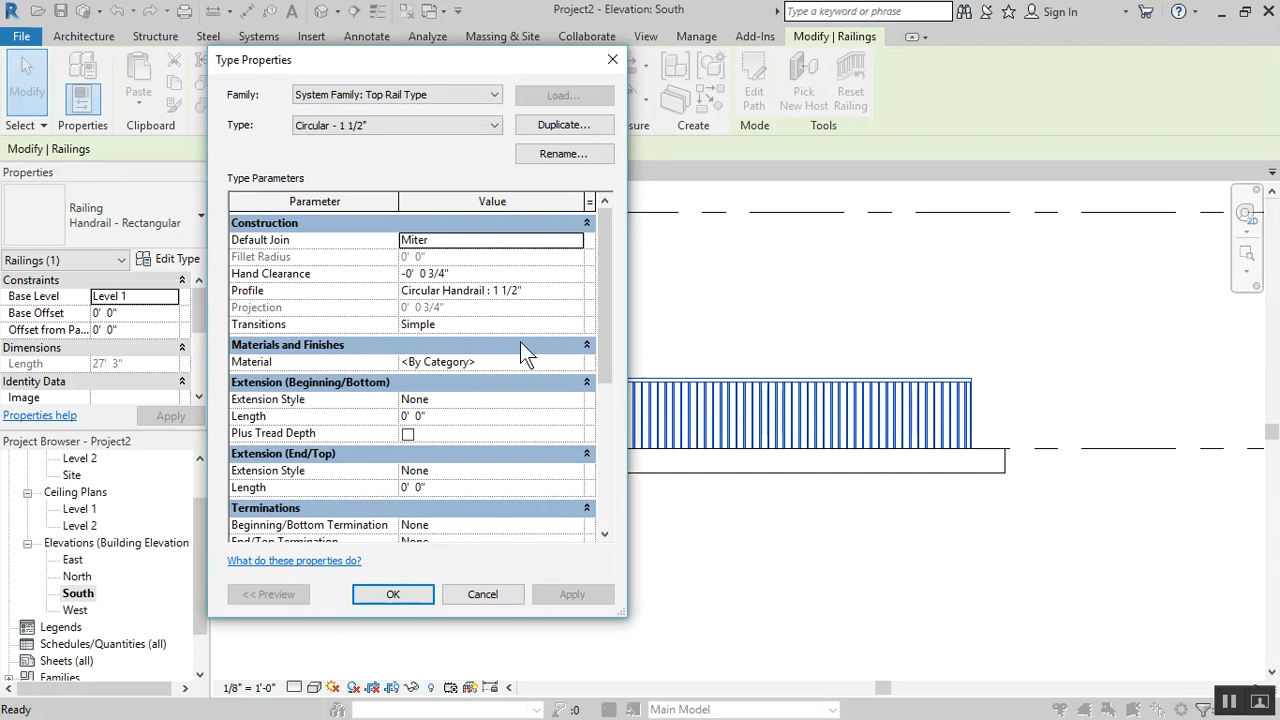 Project2 - Elevation: South
Type a keyword or phrase
Sign In
File
Architecture
Structure
Steel
Systems
Insert
Annotate
Analyze
Massing & Site
Collaborate
View
Manage
Add-Ins
Modify | Railings
Modify
Paste
Edit
Path
Pick
New Host
Reset
Railing
Select
Properties
Clipboard
sure
Create
Mode
Tools
Modify | Railings
Properties
Railing
Handrail - Rectangular
Railings (1)
Edit Type
Constraints
Base Level Level 1
Base Offset 0' 0"
Offset from Pa... 0' 0"
Dimensions
Length 27' 3"
Identity Data
Image
Properties help
Apply
Project Browser - Project2
Level 2
Site
Ceiling Plans
Level 1
Level 2
Elevations (Building Elevation
East
North
South
West
Legends
Schedules/Quantities (all)
Sheets (all)
Families
Type Properties
Family: System Family: Top Rail Type Load...
Type: Circular - 1 1/2" Duplicate...
Rename...
Type Parameters
Parameter Value =
Construction
Default Join Miter
Fillet Radius 0' 0"
Hand Clearance -0' 0 3/4"
Profile Circular Handrail : 1 1/2"
Projection 0' 0 3/4"
Transitions Simple
Materials and Finishes
Material <By Category>
Extension (Beginning/Bottom)
Extension Style None
Length 0' 0"
Plus Tread Depth
Extension (End/Top)
Extension Style None
Length 0' 0"
Terminations
Beginning/Bottom Termination None
End/Top Termination None
What do these properties do?
<< Preview OK Cancel Apply
2D
1/8" = 1'-0"
Ready
:0
Main Model